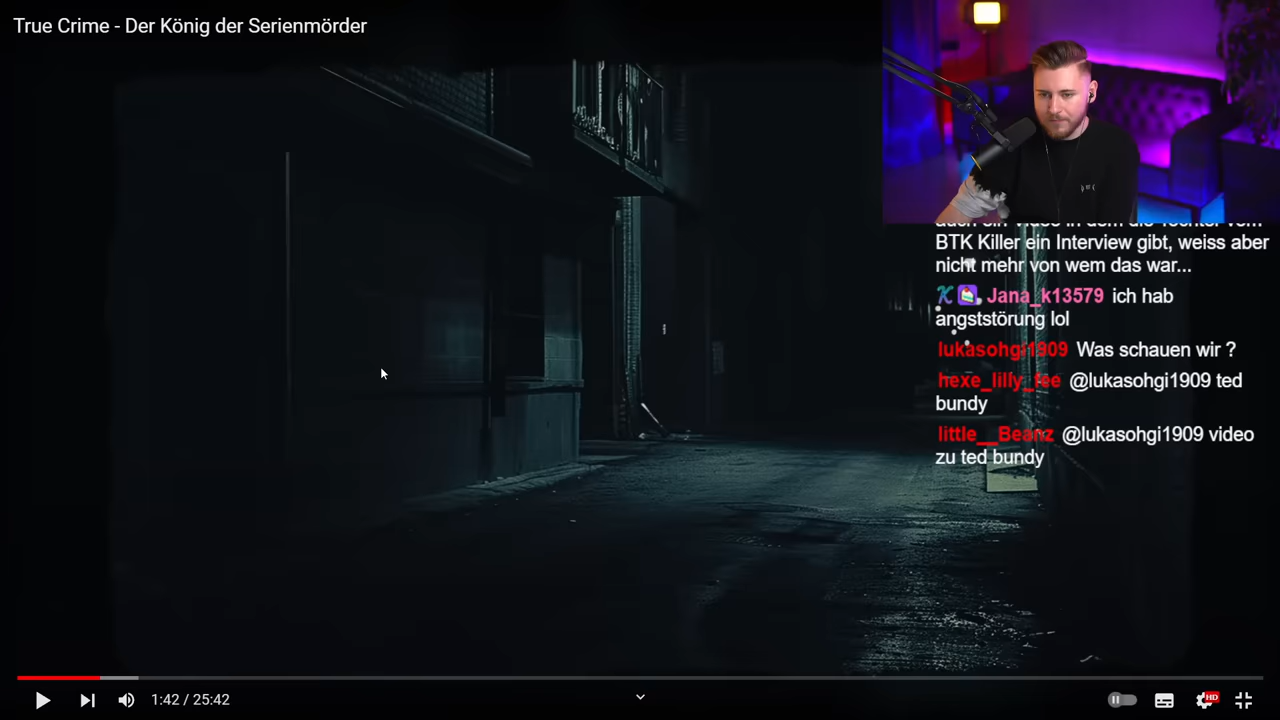 True Crime - Der König der Serienmörder
BTK Killer ein Interview gibt, weiss aber
nicht mehr von wem das war...
Jana_k13579 ich hab
angststörung lol
lukasohgi1909 Was schauen wir ?
hexe_lilly_fee @lukasohgi1909 ted
bundy
little__Beanz @lukasohgi1909 video
zu ted bundy
1:42 / 25:42
HD